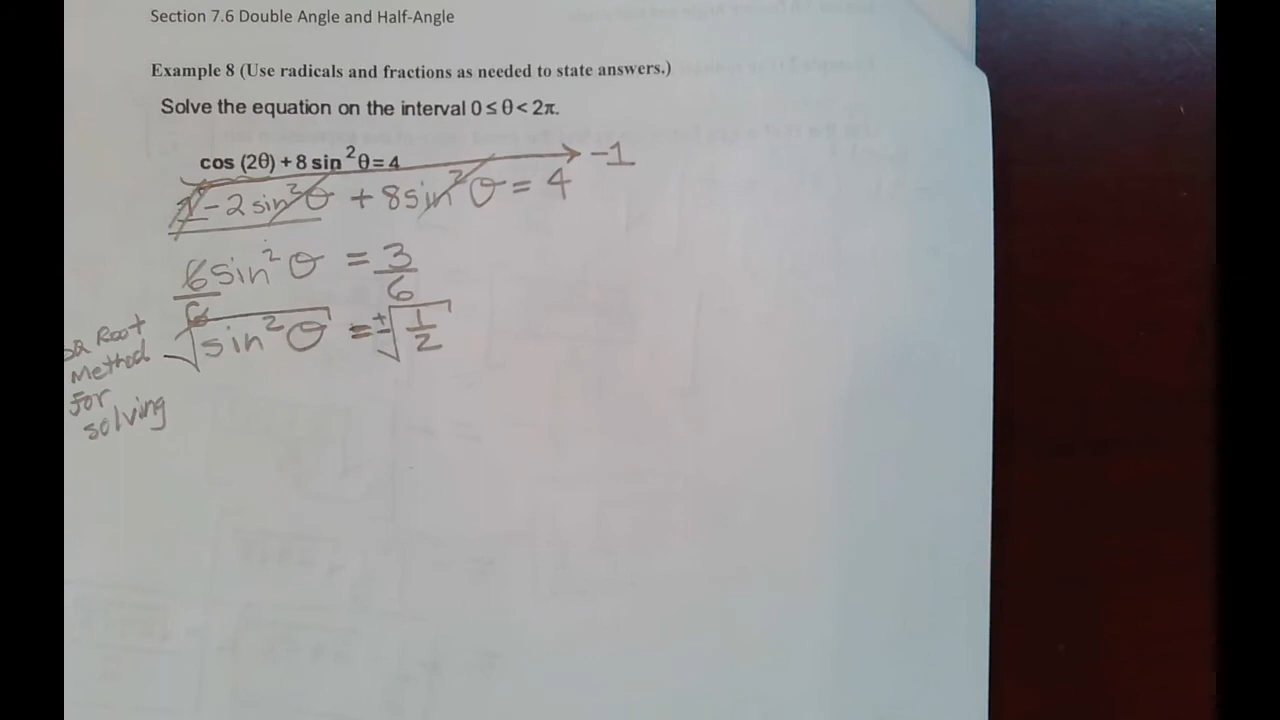 Section 7.6 Double Angle and Half-Angle
Example 8 (Use radicals and fractions as needed to state answers.)
Solve the equation on the interval 0 ≤ θ < 2π.
cos (2θ) + 8 sin²θ = 4
-1
1 - 2 sin²θ + 8 sin²θ = 4
6 sin²θ = 3
6 6
√sin²θ = ±√1/2
Root
Method
For
solving